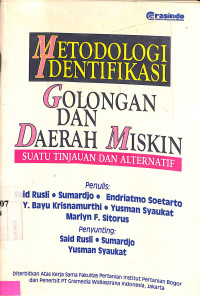 Grasindo
METODOLOGI
IDENTIFIKASI
GOLONGAN
DAN
DAERAH MISKIN
SUATU TINJAUAN DAN ALTERNATIF
Penulis:
id Rusli • Sumardjo • Endriatmo Soetarto
Y. Bayu Krisnamurthi • Yusman Syaukat
Marlyn F. Sitorus
Penyunting:
Said Rusli • Sumardjo
Yusman Syaukat
07
Diterbitkan Atas Kerja Sama Fakultas Pertanian Institut Pertanian Bogor
dan Penerbit PT Gramedia Widiasarana Indonesia, Jakarta